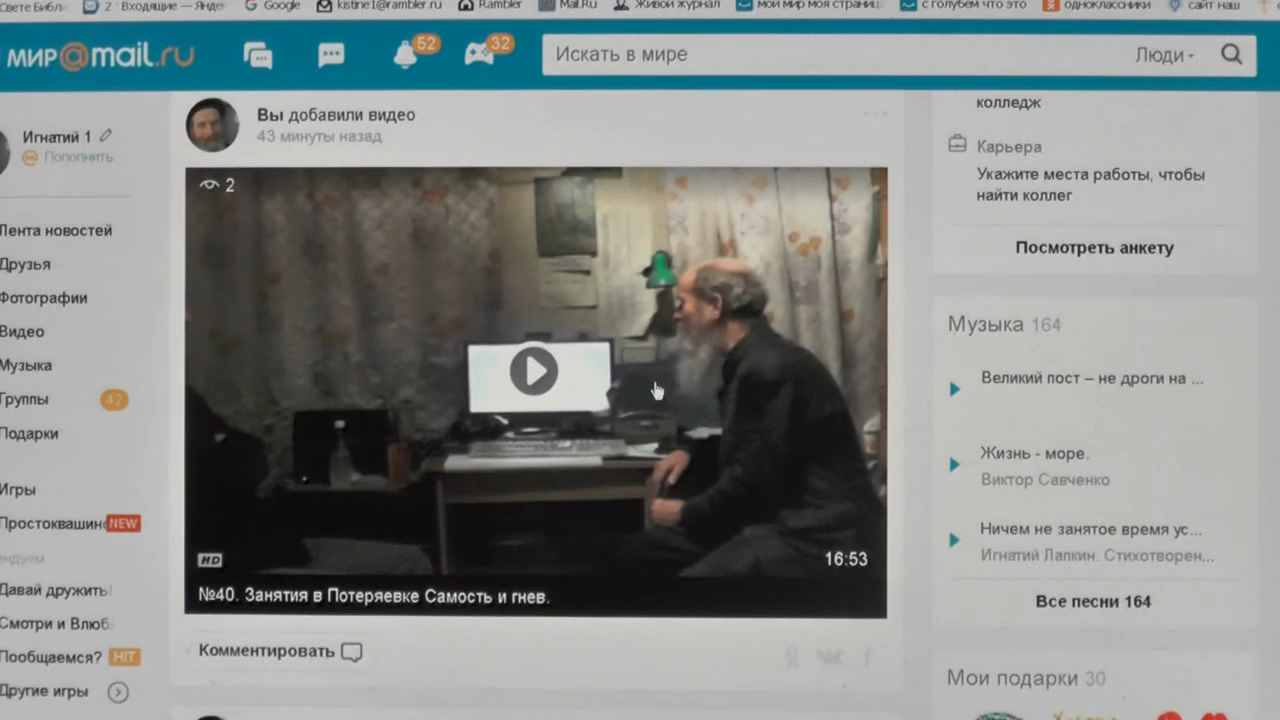 Свете Библ
2 · Входящие — Янде
Google
kistine1@rambler.ru
Rambler
Mail.Ru
Живой журнал
мой мир моя страниц
с голубем что это
одноклассники
сайт наш
мир@mail.ru
52
32
Искать в мире
Люди
Игнатий 1
Пополнить
Лента новостей
Друзья
Фотографии
Видео
Музыка
Группы 42
Подарки
Игры
Простоквашин NEW
ендуем
Давай дружить!
Смотри и Влюб
Пообщаемся? HIT
Другие игры
Вы добавили видео
43 минуты назад
2
HD
16:53
№40. Занятия в Потеряевке Самость и гнев.
Комментировать
колледж
Карьера
Укажите места работы, чтобы
найти коллег
Посмотреть анкету
Музыка 164
Великий пост – не дроги на ...
Жизнь - море.
Виктор Савченко
Ничем не занятое время ус...
Игнатий Лапкин. Стихотворен...
Все песни 164
Мои подарки 30